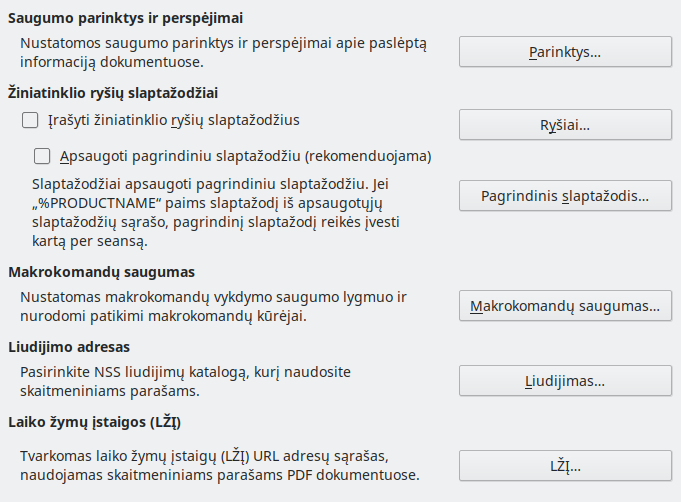 Saugumo parinktys ir perspėjimai
Nustatomos saugumo parinktys ir perspėjimai apie paslėptą
informaciją dokumentuose.
Parinktys...
Žiniatinklio ryšių slaptažodžiai
Įrašyti žiniatinklio ryšių slaptažodžius
Ryšiai...
Apsaugoti pagrindiniu slaptažodžiu (rekomenduojama)
Slaptažodžiai apsaugoti pagrindiniu slaptažodžiu. Jei
„%PRODUCTNAME“ paims slaptažodį iš apsaugotųjų
slaptažodžių sąrašo, pagrindinį slaptažodį reikės įvesti
kartą per seansą.
Pagrindinis slaptažodis...
Makrokomandų saugumas
Nustatomas makrokomandų vykdymo saugumo lygmuo ir
nurodomi patikimi makrokomandų kūrėjai.
Makrokomandų saugumas...
Liudijimo adresas
Pasirinkite NSS liudijimų katalogą, kurį naudosite
skaitmeniniams parašams.
Liudijimas...
Laiko žymų įstaigos (LŽĮ)
Tvarkomas laiko žymų įstaigų (LŽĮ) URL adresų sąrašas,
naudojamas skaitmeniniams parašams PDF dokumentuose.
LŽĮ...